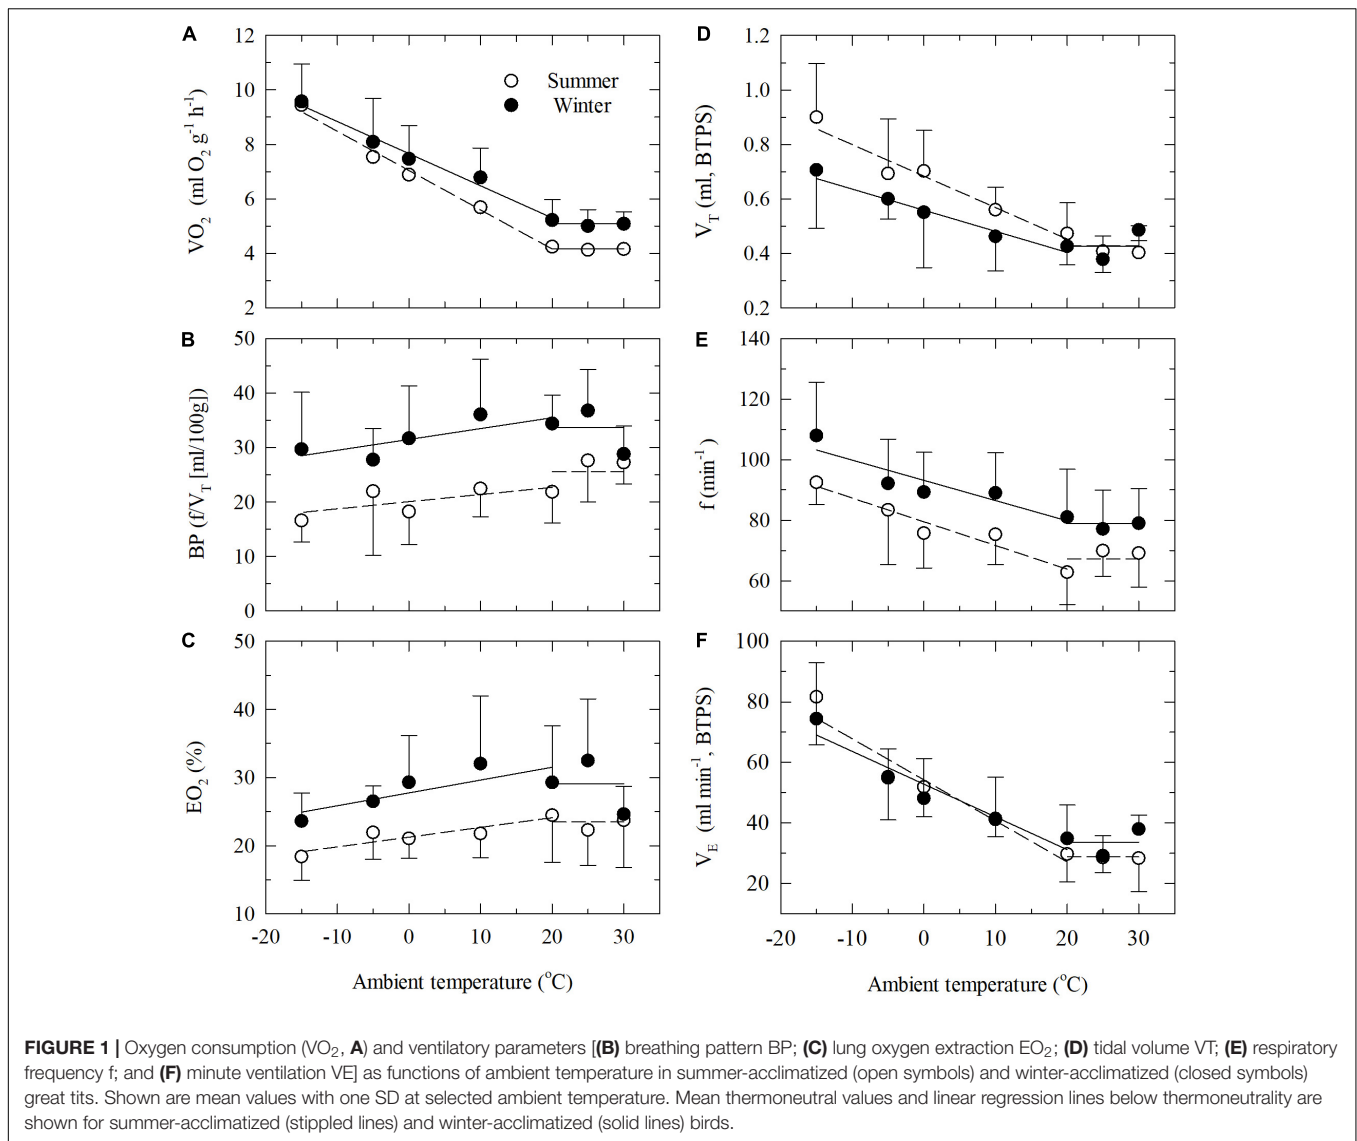 A
12
10
8
6
4
2
VO2 (ml O2 g-1 h-1)
Summer
Winter
B
50
40
30
20
10
0
BP (f/VT [ml/100g])
C
50
40
30
20
10
EO2 (%)
-20 -10 0 10 20 30
Ambient temperature (oC)
D
1.2
1.0
0.8
0.6
0.4
0.2
VT (ml, BTPS)
E
140
120
100
80
60
f (min-1)
F
100
80
60
40
20
VE (ml min-1, BTPS)
-20 -10 0 10 20 30
Ambient temperature (oC)
FIGURE 1 | Oxygen consumption (VO2, A) and ventilatory parameters [(B) breathing pattern BP; (C) lung oxygen extraction EO2; (D) tidal volume VT; (E) respiratory
frequency f; and (F) minute ventilation VE] as functions of ambient temperature in summer-acclimatized (open symbols) and winter-acclimatized (closed symbols)
great tits. Shown are mean values with one SD at selected ambient temperature. Mean thermoneutral values and linear regression lines below thermoneutrality are
shown for summer-acclimatized (stippled lines) and winter-acclimatized (solid lines) birds.